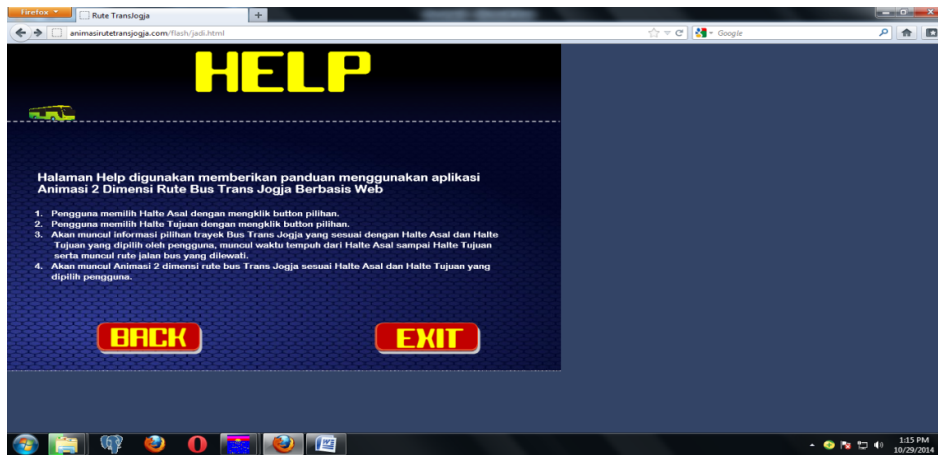 Firefox
Rute TransJogja
animasirutetransjogja.com/flash/jadi.html
Google
HELP
Halaman Help digunakan memberikan panduan menggunakan aplikasi
Animasi 2 Dimensi Rute Bus Trans Jogja Berbasis Web
1. Pengguna memilih Halte Asal dengan mengklik button pilihan.
2. Pengguna memilih Halte Tujuan dengan mengklik button pilihan.
3. Akan muncul informasi pilihan trayek Bus Trans Jogja yang sesuai dengan Halte Asal dan Halte
Tujuan yang dipilih oleh pengguna, muncul waktu tempuh dari Halte Asal sampai Halte Tujuan
serta muncul rute jalan bus yang dilewati.
4. Akan muncul Animasi 2 dimensi rute bus Trans Jogja sesuai Halte Asal dan Halte Tujuan yang
dipilih pengguna.
BACK
EXIT
1:15 PM
10/29/2014